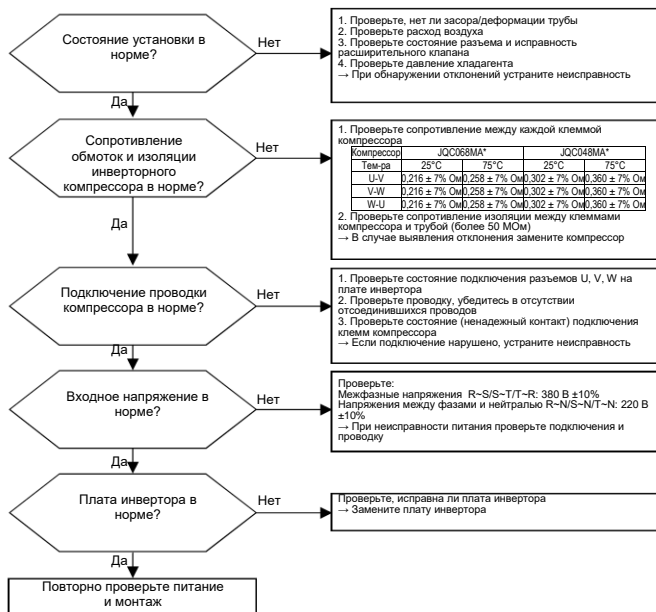 Состояние установки в
норме?
Нет
1. Проверьте, нет ли засора/деформации трубы
2. Проверьте расход воздуха
3. Проверьте состояние разъема и исправность
расширительного клапана
4. Проверьте давление хладагента
→ При обнаружении отклонений устраните неисправность
Да
Сопротивление
обмоток и изоляции
инверторного
компрессора в норме?
Нет
1. Проверьте сопротивление между каждой клеммой
компрессора
Компрессор JQC068MA* JQC048MA*
Тем-ра 25°C 75°C 25°C 75°C
U-V 0,216 ± 7% Ом 0,258 ± 7% Ом 0,302 ± 7% Ом 0,360 ± 7% Ом
V-W 0,216 ± 7% Ом 0,258 ± 7% Ом 0,302 ± 7% Ом 0,360 ± 7% Ом
W-U 0,216 ± 7% Ом 0,258 ± 7% Ом 0,302 ± 7% Ом 0,360 ± 7% Ом
2. Проверьте сопротивление изоляции между клеммами
компрессора и трубой (более 50 МОм)
→ В случае выявления отклонения замените компрессор
Да
Подключение проводки
компрессора в норме?
Нет
1. Проверьте состояние подключения разъемов U, V, W на
плате инвертора
2. Проверьте проводку, убедитесь в отсутствии
отсоединившихся проводов
3. Проверьте состояние (ненадежный контакт) подключения
клемм компрессора
→ Если подключение нарушено, устраните неисправность
Да
Входное напряжение в
норме?
Нет
Проверьте:
Межфазные напряжения R~S/S~T/T~R: 380 В ±10%
Напряжения между фазами и нейтралью R~N/S~N/T~N: 220 В
±10%
→ При неисправности питания проверьте подключения и
проводку
Да
Плата инвертора в
норме?
Нет
Проверьте, исправна ли плата инвертора
→ Замените плату инвертора
Да
Повторно проверьте питание
и монтаж